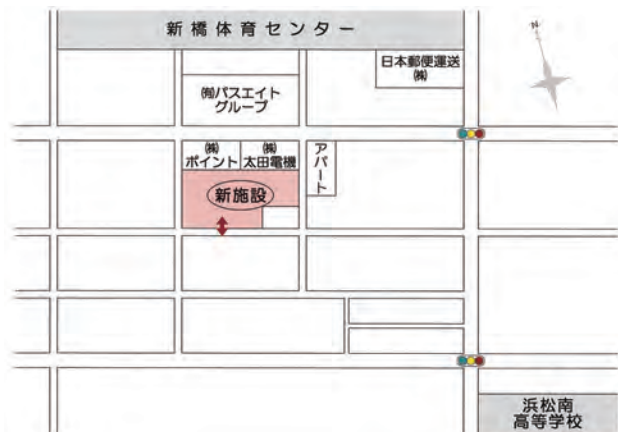 新橋体育センター
N
日本郵便運送
㈱
㈲パスエイト
グループ
㈱
ポイント
㈱
太田電機
アパート
新施設
浜松南
高等学校